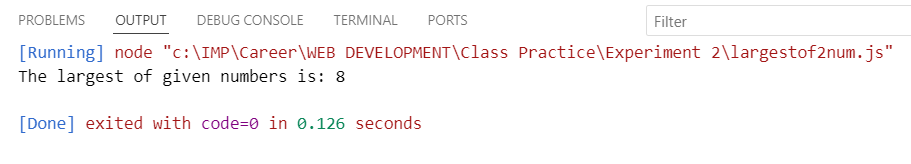 PROBLEMS OUTPUT DEBUG CONSOLE TERMINAL PORTS Filter
[Running] node "c:\IMP\Career\WEB DEVELOPMENT\Class Practice\Experiment 2\largestof2num.js"
The largest of given numbers is: 8
[Done] exited with code=0 in 0.126 seconds